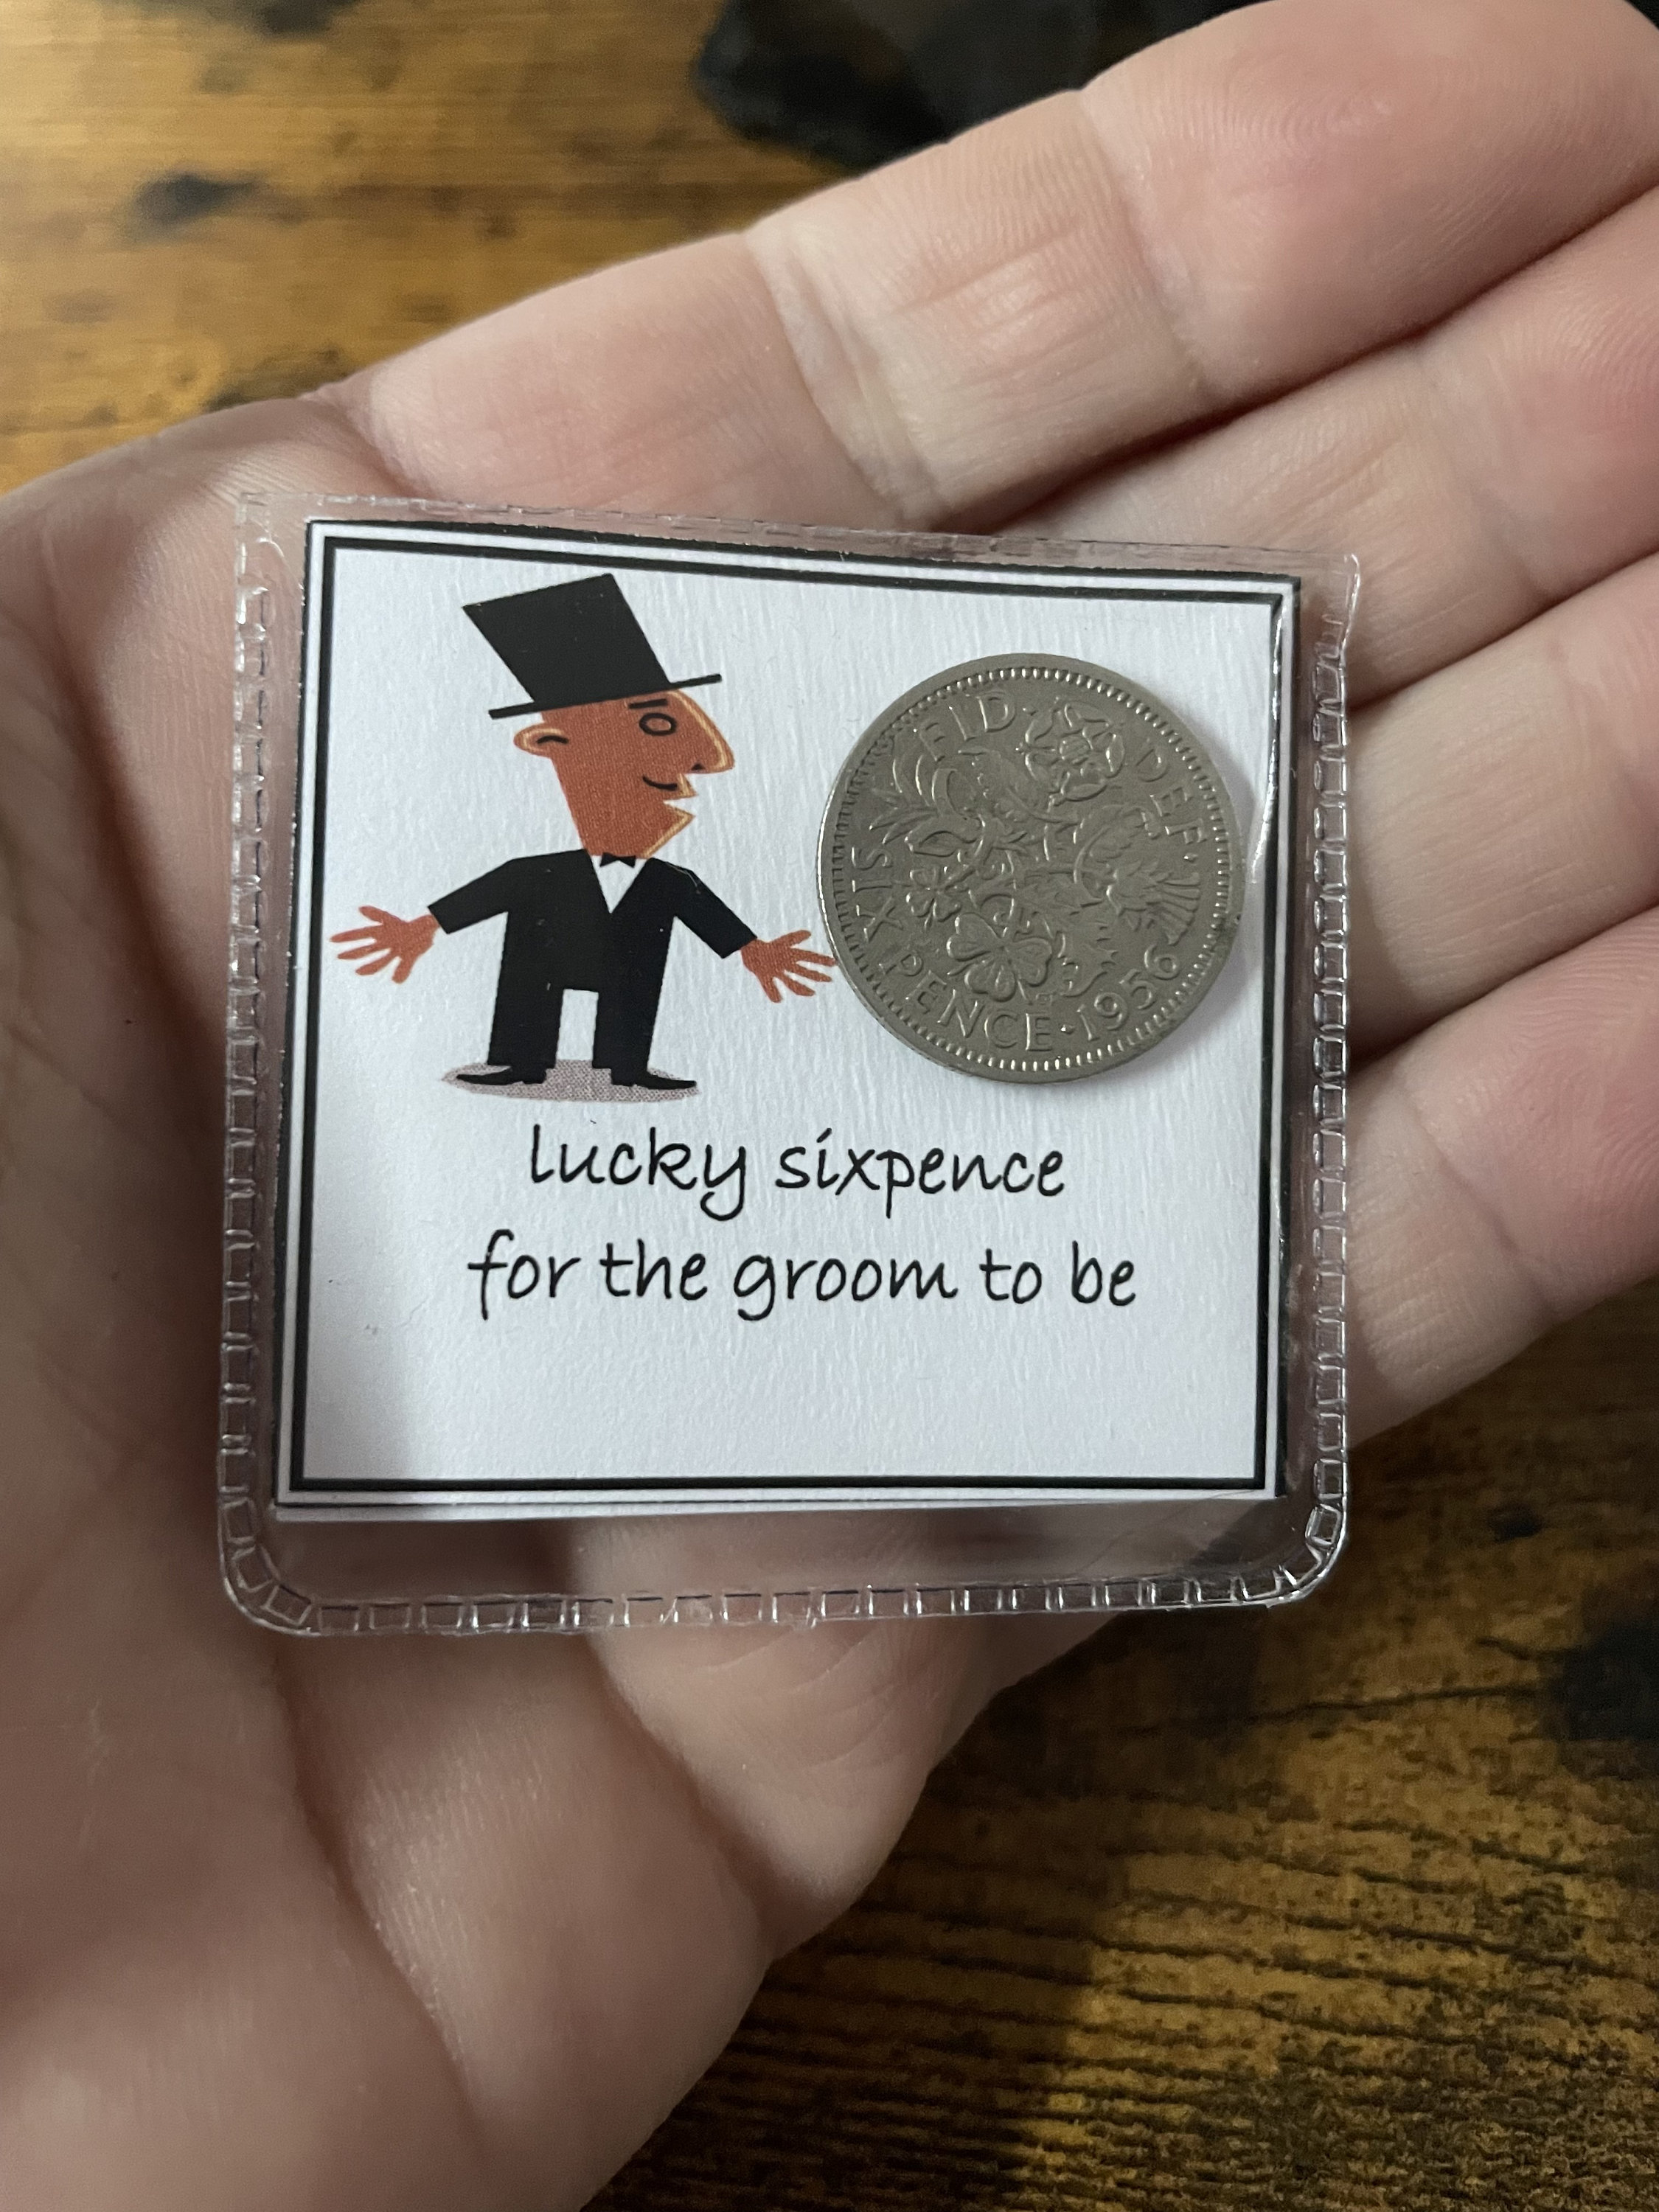 FID · DEF · SIX PENCE · 1956
lucky sixpence
for the groom to be